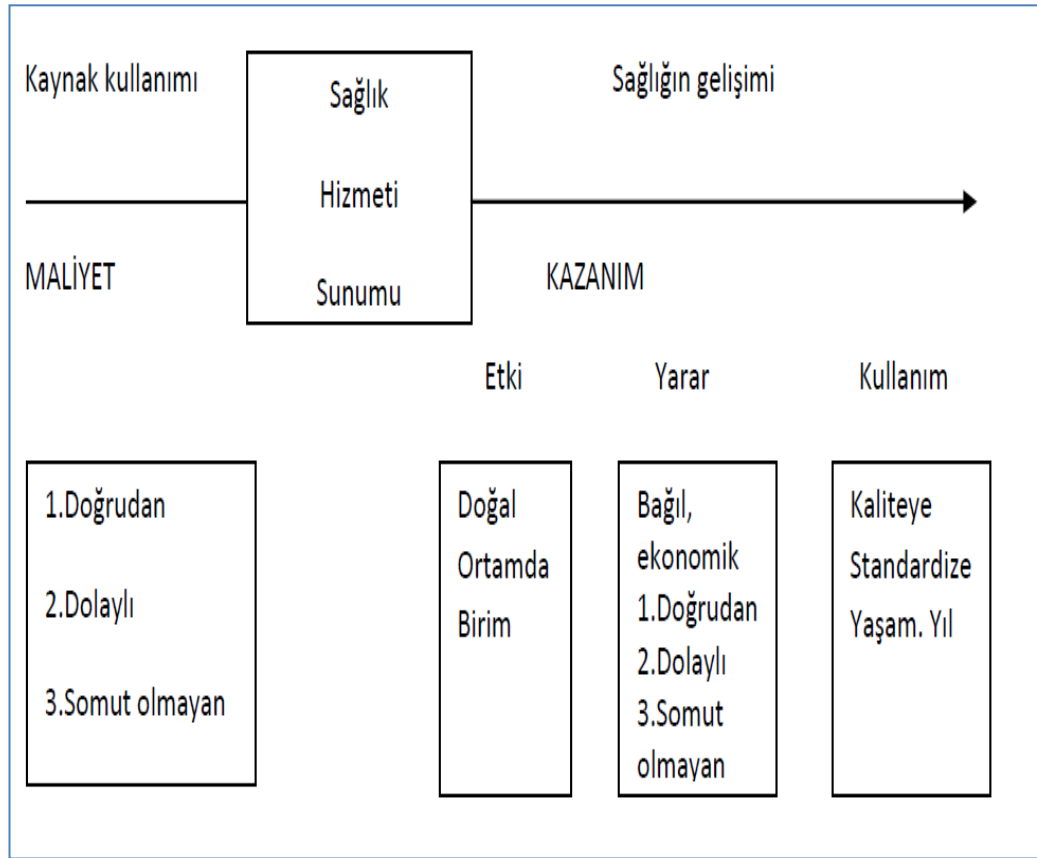 Kaynak kullanımı
Sağlık
Hizmeti
Sunumu
Sağlığın gelişimi
MALİYET
KAZANIM
Etki
Yarar
Kullanım
1.Doğrudan
2.Dolaylı
3.Somut olmayan
Doğal
Ortamda
Birim
Bağıl,
ekonomik
1.Doğrudan
2.Dolaylı
3.Somut
olmayan
Kaliteye
Standardize
Yaşam. Yıl